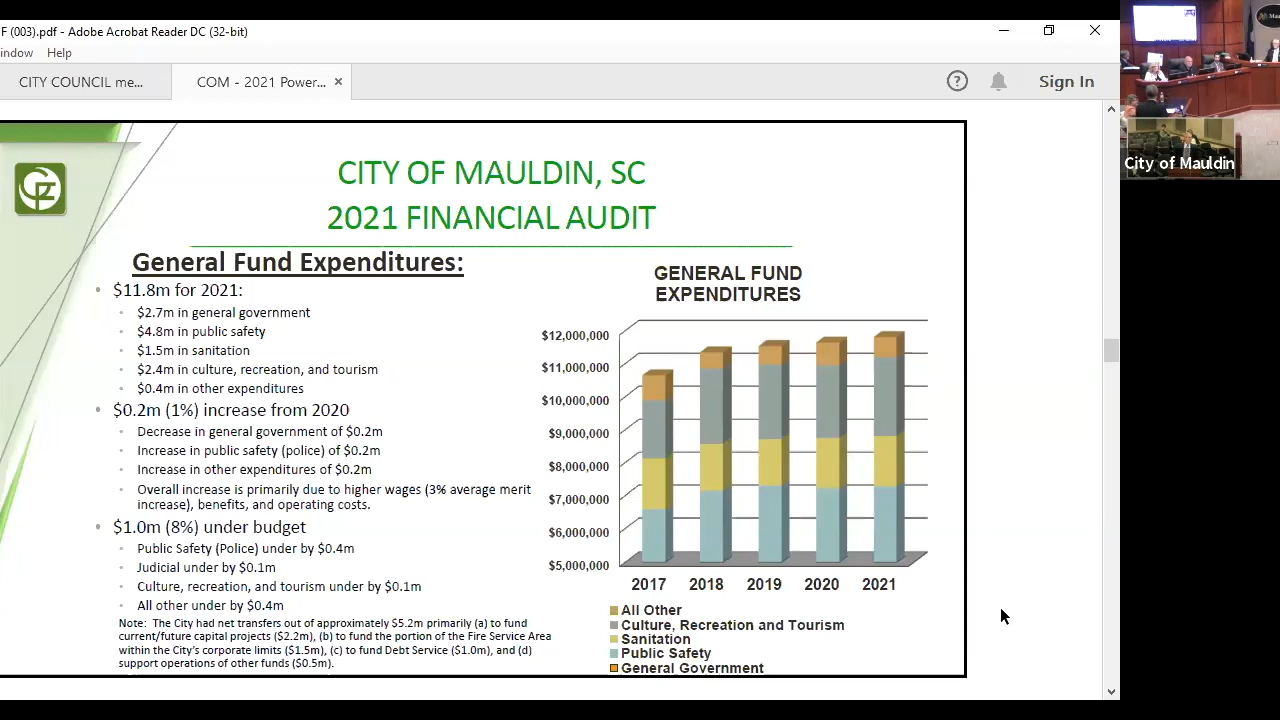 F (003).pdf - Adobe Acrobat Reader DC (32-bit)
indow Help
CITY COUNCIL me...
COM - 2021 Power...
Sign In
City of Mauldin
CITY OF MAULDIN, SC
2021 FINANCIAL AUDIT
General Fund Expenditures:
• $11.8m for 2021:
• $2.7m in general government
• $4.8m in public safety
• $1.5m in sanitation
• $2.4m in culture, recreation, and tourism
• $0.4m in other expenditures
• $0.2m (1%) increase from 2020
• Decrease in general government of $0.2m
• Increase in public safety (police) of $0.2m
• Increase in other expenditures of $0.2m
• Overall increase is primarily due to higher wages (3% average merit
increase), benefits, and operating costs.
• $1.0m (8%) under budget
• Public Safety (Police) under by $0.4m
• Judicial under by $0.1m
• Culture, recreation, and tourism under by $0.1m
• All other under by $0.4m
Note: The City had net transfers out of approximately $5.2m primarily (a) to fund
current/future capital projects ($2.2m), (b) to fund the portion of the Fire Service Area
within the City's corporate limits ($1.5m), (c) to fund Debt Service ($1.0m), and (d)
support operations of other funds ($0.5m).
GENERAL FUND
EXPENDITURES
$12,000,000
$11,000,000
$10,000,000
$9,000,000
$8,000,000
$7,000,000
$6,000,000
$5,000,000
2017 2018 2019 2020 2021
All Other
Culture, Recreation and Tourism
Sanitation
Public Safety
General Government